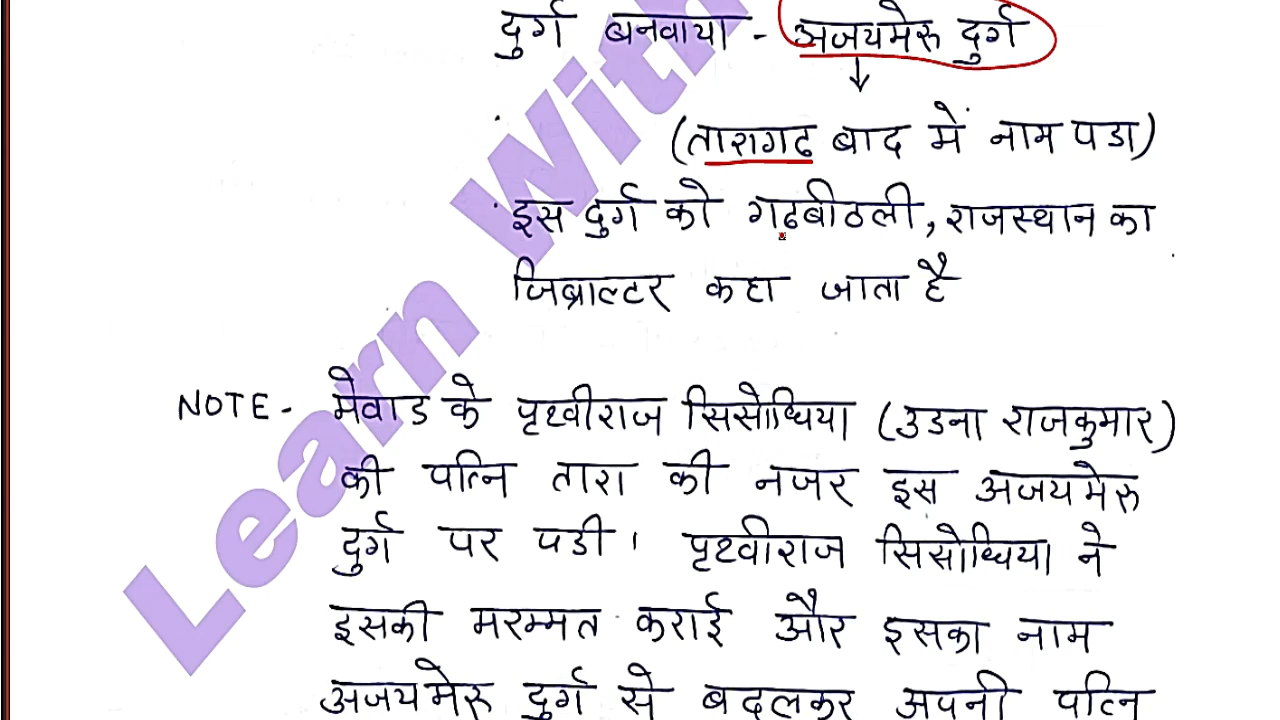 दुर्ग बनवाया - अजयमेरु दुर्ग
(तारागढ बाद में नाम पडा)
इस दुर्ग को गढबीठली, राजस्थान का
जिब्राल्टर कहा जाता है
NOTE - मेवाड के पृथ्वीराज सिसोधिया (उडना राजकुमार)
की पत्नि तारा की नजर इस अजयमेरु
दुर्ग पर पडी। पृथ्वीराज सिसोधिया ने
इसकी मरम्मत कराई और इसका नाम
अजयमेरु दुर्ग से बदलकर अपनी पत्नि
Learn With